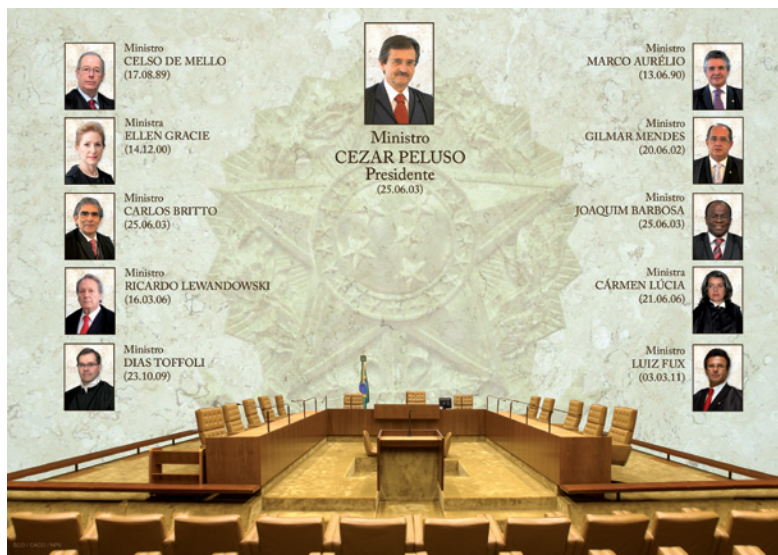 Ministro
CEZAR PELUSO
Presidente
(25.06.03)
Ministro
CELSO DE MELLO
(17.08.89)
Ministro
MARCO AURÉLIO
(13.06.90)
Ministra
ELLEN GRACIE
(14.12.00)
Ministro
GILMAR MENDES
(20.06.02)
Ministro
CARLOS BRITTO
(25.06.03)
Ministro
JOAQUIM BARBOSA
(25.06.03)
Ministro
RICARDO LEWANDOWSKI
(16.03.06)
Ministra
CÁRMEN LÚCIA
(21.06.06)
Ministro
DIAS TOFFOLI
(23.10.09)
Ministro
LUIZ FUX
(03.03.11)